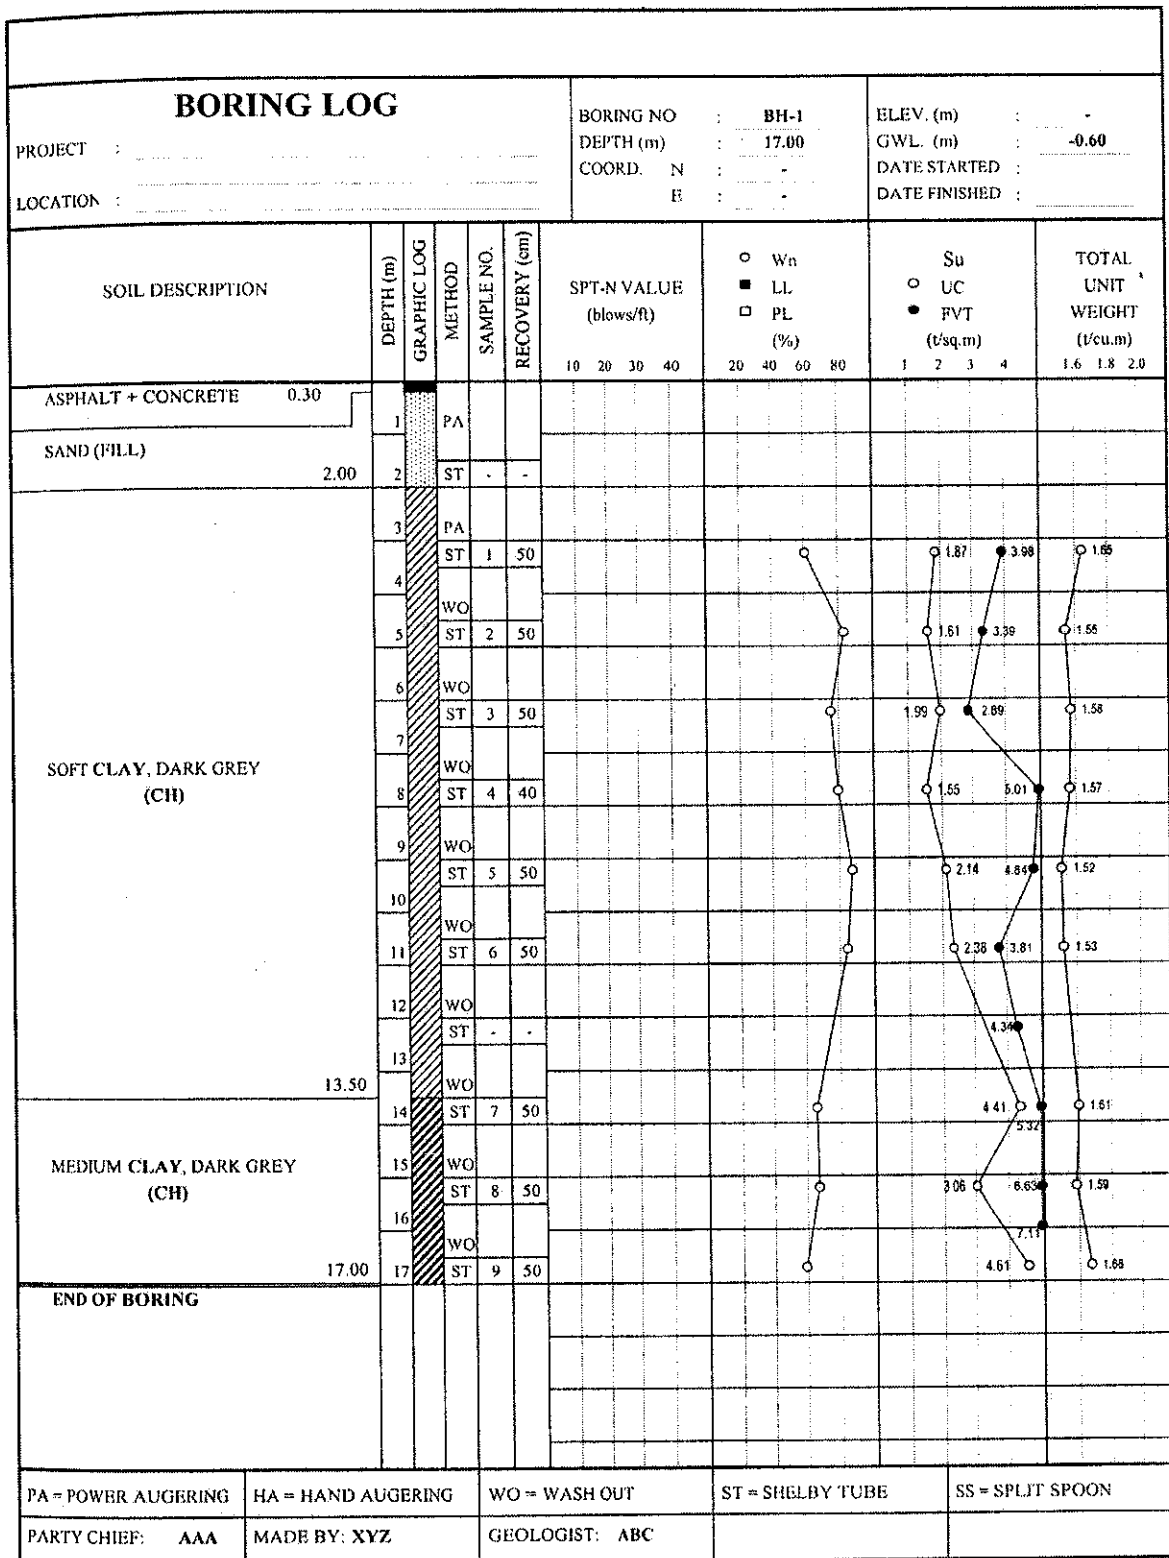 BORING LOG
PROJECT :
LOCATION :
BORING NO : BH-1
DEPTH (m) : 17.00
COORD. N : -
E : -
ELEV. (m) : -
GWL. (m) : -0.60
DATE STARTED :
DATE FINISHED :
SOIL DESCRIPTION
DEPTH (m)
GRAPHIC LOG
METHOD
SAMPLE NO.
RECOVERY (cm)
SPT-N VALUE
(blows/ft)
10 20 30 40
○ Wn
■ LL
□ PL
(%)
20 40 60 80
Su
○ UC
● FVT
(t/sq.m)
1 2 3 4
TOTAL
UNIT
WEIGHT
(t/cu.m)
1.6 1.8 2.0
ASPHALT + CONCRETE 0.30
1 PA
SAND (FILL)
2.00 2 ST - -
3 PA
ST 1 50 1.87 3.98 1.65
4
WO
5 ST 2 50 1.61 3.39 1.55
6 WO
ST 3 50 1.99 2.89 1.58
7
WO
SOFT CLAY, DARK GREY
(CH)
8 ST 4 40 1.55 5.01 1.57
9 WO
ST 5 50 2.14 4.84 1.52
10
WO
11 ST 6 50 2.38 3.81 1.53
12 WO
ST - - 4.34
13
13.50 WO
14 ST 7 50 4.41 5.32 1.61
MEDIUM CLAY, DARK GREY
(CH)
15 WO
ST 8 50 3.06 6.63 1.59
16 7.11
WO
17.00 17 ST 9 50 4.61 1.68
END OF BORING
PA = POWER AUGERING HA = HAND AUGERING WO = WASH OUT ST = SHELBY TUBE SS = SPLIT SPOON
PARTY CHIEF: AAA MADE BY: XYZ GEOLOGIST: ABC